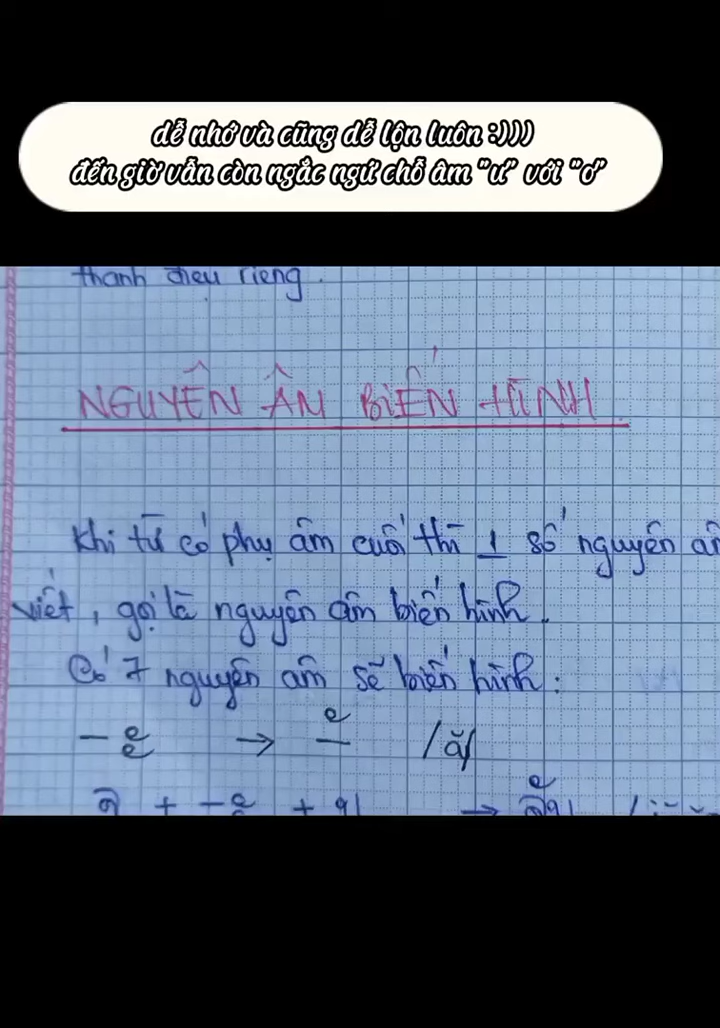 dễ nhớ và cũng dễ lộn luôn :)))
đến giờ vẫn còn ngắc ngứ chỗ âm "ư" với "ơ"
thanh điệu riêng.
NGUYÊN ÂM BIẾN HÌNH
Khi từ có phụ âm cuối thì 1 số nguyên âm
viết, gọi là nguyên âm biến hình.
Có 7 nguyên âm sẽ biến hình:
- → /ă/
+ + →